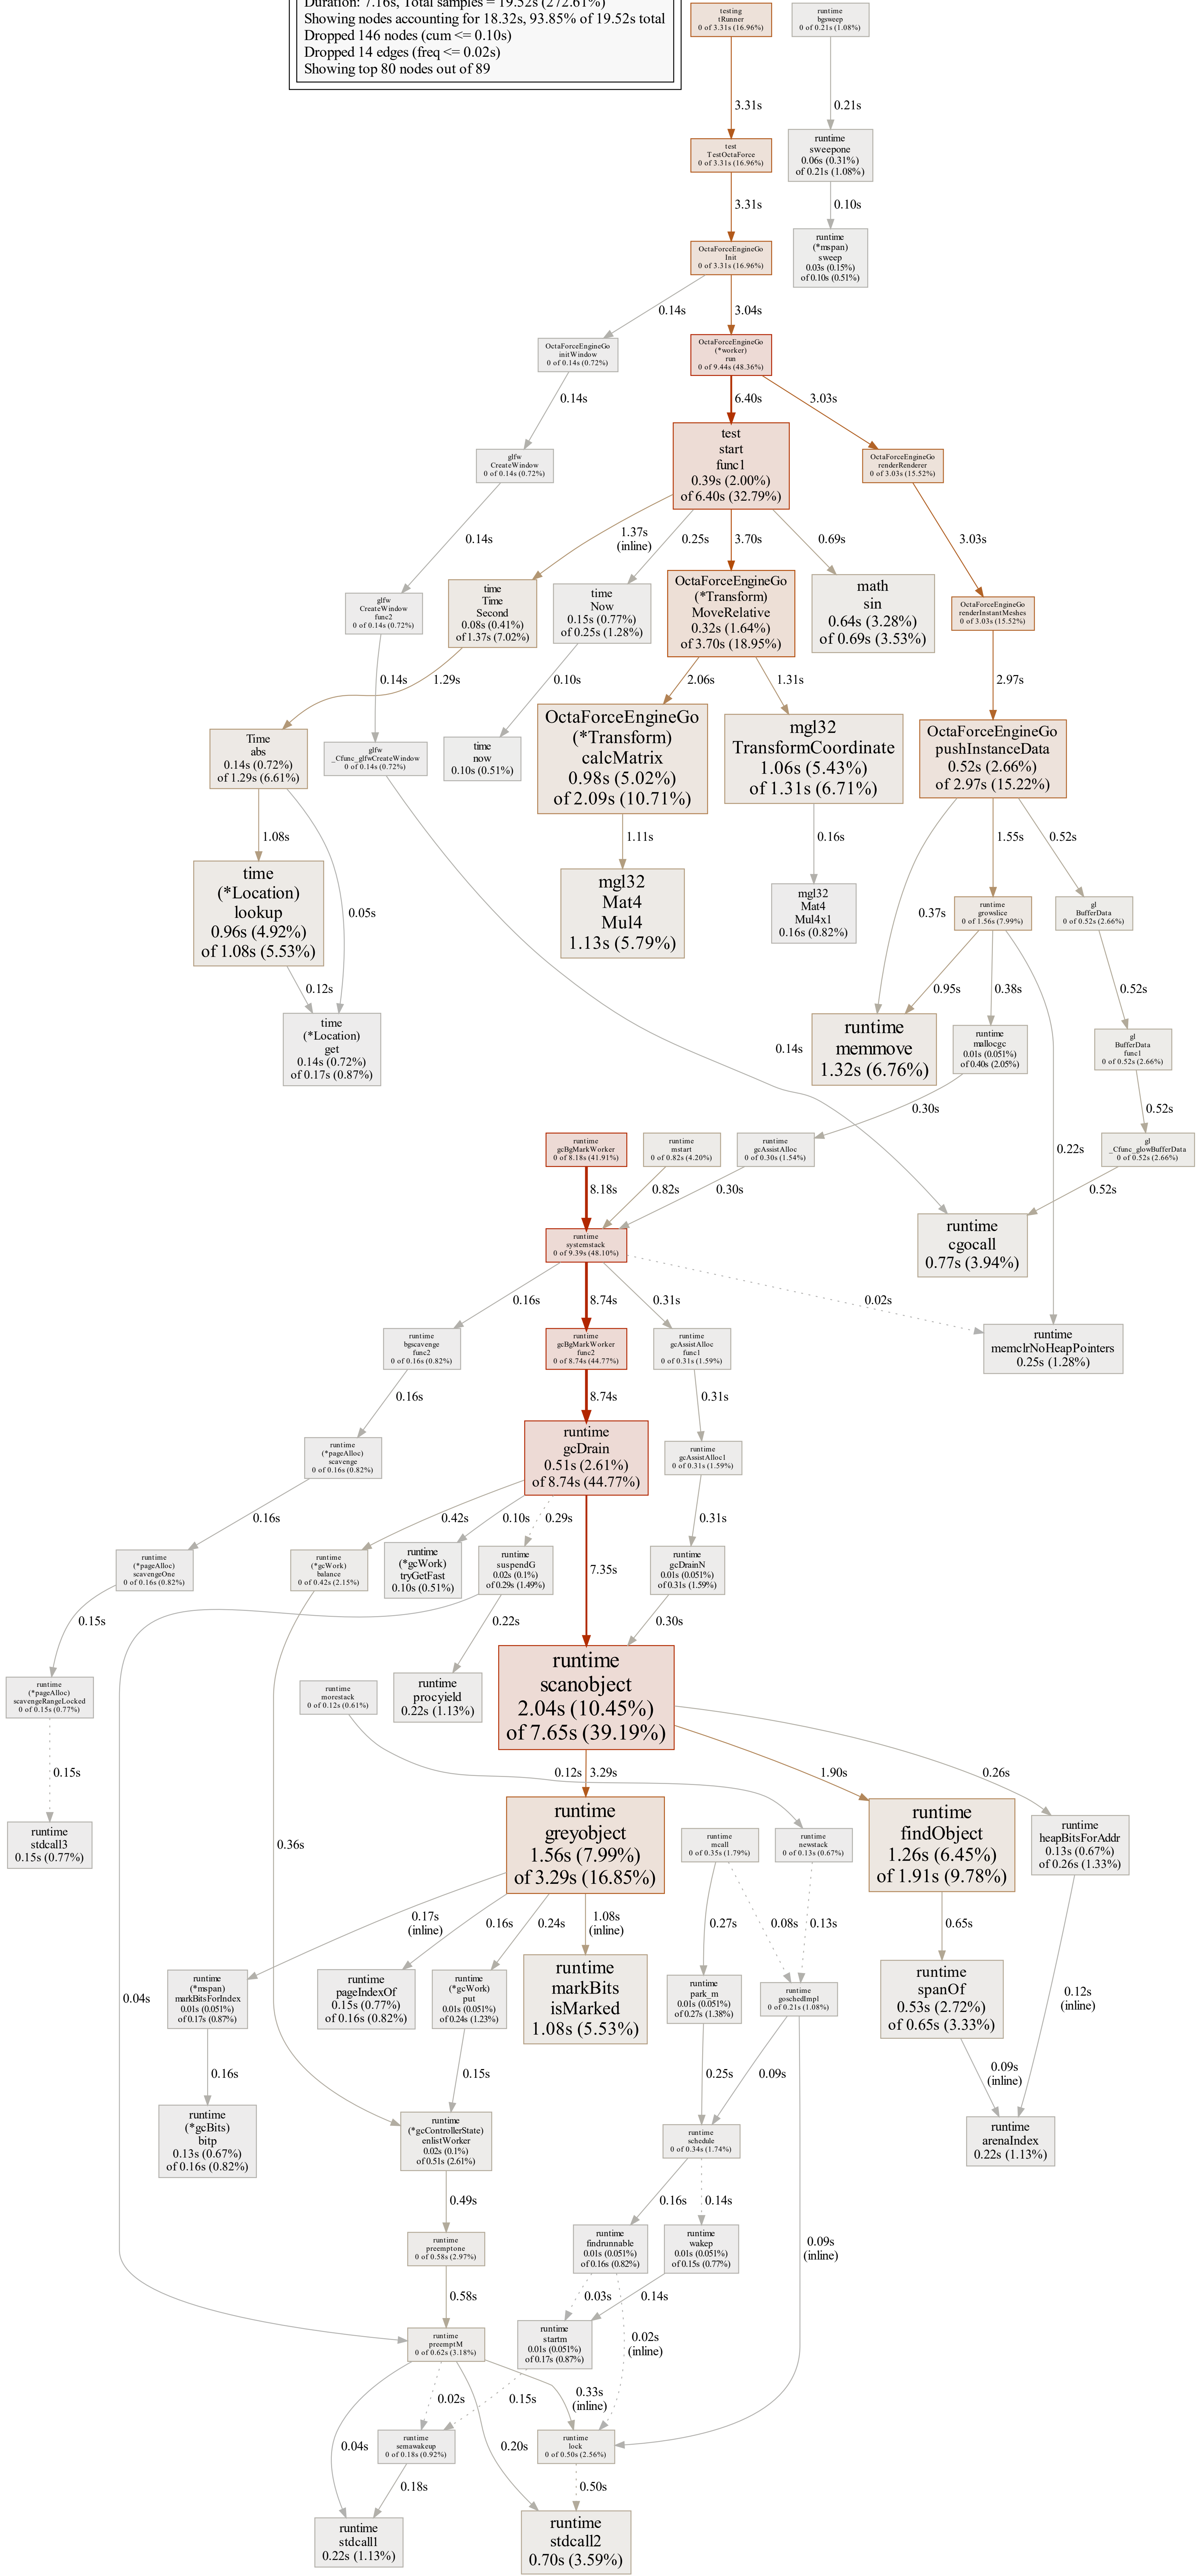 Duration: 7.16s, Total samples = 19.52s (272.61%)
Showing nodes accounting for 18.32s, 93.85% of 19.52s total
Dropped 146 nodes (cum <= 0.10s)
Dropped 14 edges (freq <= 0.02s)
Showing top 80 nodes out of 89
testing
tRunner
0 of 3.31s (16.96%)
runtime
bgsweep
0 of 0.21s (1.08%)
3.31s
0.21s
test
TestOctaForce
0 of 3.31s (16.96%)
runtime
sweepone
0.06s (0.31%)
of 0.21s (1.08%)
3.31s
0.10s
OctaForceEngineGo
Init
0 of 3.31s (16.96%)
runtime
(*mspan)
sweep
0.03s (0.15%)
of 0.10s (0.51%)
0.14s
3.04s
OctaForceEngineGo
initWindow
0 of 0.14s (0.72%)
OctaForceEngineGo
(*worker)
run
0 of 9.44s (48.36%)
0.14s
6.40s
3.03s
glfw
CreateWindow
0 of 0.14s (0.72%)
test
start
func1
0.39s (2.00%)
of 6.40s (32.79%)
OctaForceEngineGo
renderRenderer
0 of 3.03s (15.52%)
0.14s
1.37s
(inline)
0.25s
3.70s
0.69s
3.03s
glfw
CreateWindow
func2
0 of 0.14s (0.72%)
time
Time
Second
0.08s (0.41%)
of 1.37s (7.02%)
time
Now
0.15s (0.77%)
of 0.25s (1.28%)
OctaForceEngineGo
(*Transform)
MoveRelative
0.32s (1.64%)
of 3.70s (18.95%)
math
sin
0.64s (3.28%)
of 0.69s (3.53%)
OctaForceEngineGo
renderInstantMeshes
0 of 3.03s (15.52%)
0.14s
1.29s
0.10s
2.06s
1.31s
2.97s
Time
abs
0.14s (0.72%)
of 1.29s (6.61%)
glfw
_Cfunc_glfwCreateWindow
0 of 0.14s (0.72%)
time
now
0.10s (0.51%)
OctaForceEngineGo
(*Transform)
calcMatrix
0.98s (5.02%)
of 2.09s (10.71%)
mgl32
TransformCoordinate
1.06s (5.43%)
of 1.31s (6.71%)
OctaForceEngineGo
pushInstanceData
0.52s (2.66%)
of 2.97s (15.22%)
1.08s
0.05s
1.11s
0.16s
0.37s
1.55s
0.52s
time
(*Location)
lookup
0.96s (4.92%)
of 1.08s (5.53%)
mgl32
Mat4
Mul4
1.13s (5.79%)
mgl32
Mat4
Mul4x1
0.16s (0.82%)
runtime
growslice
0 of 1.56s (7.99%)
gl
BufferData
0 of 0.52s (2.66%)
0.12s
0.95s
0.38s
0.52s
time
(*Location)
get
0.14s (0.72%)
of 0.17s (0.87%)
0.14s
runtime
memmove
1.32s (6.76%)
runtime
mallocgc
0.01s (0.051%)
of 0.40s (2.05%)
gl
BufferData
func1
0 of 0.52s (2.66%)
0.30s
0.22s
0.52s
runtime
gcBgMarkWorker
0 of 8.18s (41.91%)
runtime
mstart
0 of 0.82s (4.20%)
runtime
gcAssistAlloc
0 of 0.30s (1.54%)
gl
_Cfunc_glowBufferData
0 of 0.52s (2.66%)
8.18s
0.82s
0.30s
0.52s
runtime
systemstack
0 of 9.39s (48.10%)
runtime
cgocall
0.77s (3.94%)
0.16s
8.74s
0.31s
0.02s
runtime
bgscavenge
func2
0 of 0.16s (0.82%)
runtime
gcBgMarkWorker
func2
0 of 8.74s (44.77%)
runtime
gcAssistAlloc
func1
0 of 0.31s (1.59%)
runtime
memclrNoHeapPointers
0.25s (1.28%)
0.16s
8.74s
0.31s
runtime
(*pageAlloc)
scavenge
0 of 0.16s (0.82%)
runtime
gcDrain
0.51s (2.61%)
of 8.74s (44.77%)
runtime
gcAssistAlloc1
0 of 0.31s (1.59%)
0.16s
0.42s
0.10s
0.29s
7.35s
0.31s
runtime
(*pageAlloc)
scavengeOne
0 of 0.16s (0.82%)
runtime
(*gcWork)
balance
0 of 0.42s (2.15%)
runtime
(*gcWork)
tryGetFast
0.10s (0.51%)
runtime
suspendG
0.02s (0.1%)
of 0.29s (1.49%)
runtime
gcDrainN
0.01s (0.051%)
of 0.31s (1.59%)
0.15s
0.22s
0.30s
runtime
(*pageAlloc)
scavengeRangeLocked
0 of 0.15s (0.77%)
runtime
morestack
0 of 0.12s (0.61%)
runtime
procyield
0.22s (1.13%)
runtime
scanobject
2.04s (10.45%)
of 7.65s (39.19%)
0.15s
0.12s
3.29s
1.90s
0.26s
runtime
stdcall3
0.15s (0.77%)
0.36s
runtime
greyobject
1.56s (7.99%)
of 3.29s (16.85%)
runtime
mcall
0 of 0.35s (1.79%)
runtime
newstack
0 of 0.13s (0.67%)
runtime
findObject
1.26s (6.45%)
of 1.91s (9.78%)
runtime
heapBitsForAddr
0.13s (0.67%)
of 0.26s (1.33%)
0.17s
(inline)
0.16s
0.24s
1.08s
(inline)
0.27s
0.08s
0.13s
0.65s
0.04s
runtime
(*mspan)
markBitsForIndex
0.01s (0.051%)
of 0.17s (0.87%)
runtime
pageIndexOf
0.15s (0.77%)
of 0.16s (0.82%)
runtime
(*gcWork)
put
0.01s (0.051%)
of 0.24s (1.23%)
runtime
markBits
isMarked
1.08s (5.53%)
runtime
park_m
0.01s (0.051%)
of 0.27s (1.38%)
runtime
goschedImpl
0 of 0.21s (1.08%)
runtime
spanOf
0.53s (2.72%)
of 0.65s (3.33%)
0.12s
(inline)
0.16s
0.15s
0.25s
0.09s
0.09s
(inline)
runtime
(*gcBits)
bitp
0.13s (0.67%)
of 0.16s (0.82%)
runtime
(*gcControllerState)
enlistWorker
0.02s (0.1%)
of 0.51s (2.61%)
runtime
schedule
0 of 0.34s (1.74%)
runtime
arenaIndex
0.22s (1.13%)
0.49s
0.16s
0.14s
0.09s
(inline)
runtime
preemptone
0 of 0.58s (2.97%)
runtime
findrunnable
0.01s (0.051%)
of 0.16s (0.82%)
runtime
wakep
0.01s (0.051%)
of 0.15s (0.77%)
0.58s
0.03s
0.14s
runtime
preemptM
0 of 0.62s (3.18%)
runtime
startm
0.01s (0.051%)
of 0.17s (0.87%)
0.02s
(inline)
0.02s
0.15s
0.33s
(inline)
0.04s
runtime
semawakeup
0 of 0.18s (0.92%)
0.20s
runtime
lock
0 of 0.50s (2.56%)
0.18s
0.50s
runtime
stdcall1
0.22s (1.13%)
runtime
stdcall2
0.70s (3.59%)